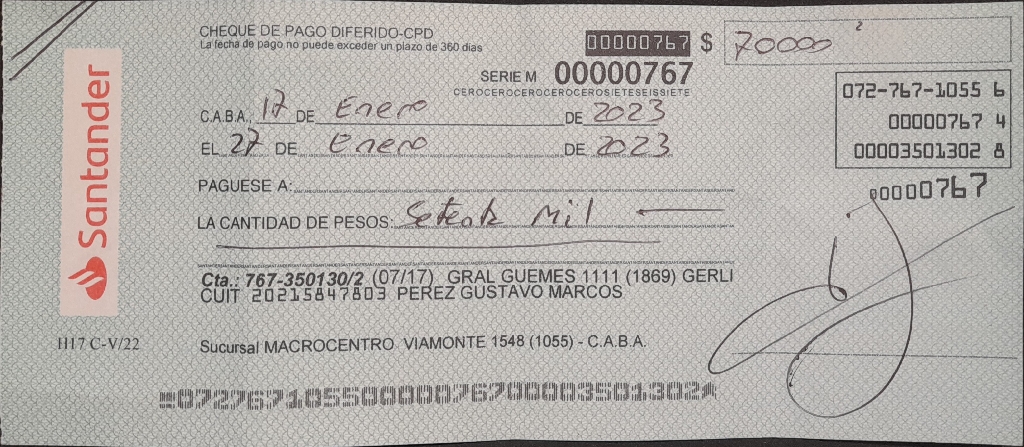 CHEQUE DE PAGO DIFERIDO-CPD
La fecha de pago no puede exceder un plazo de 360 días
00000767 $ 70000
SERIE M 00000767
CEROCEROCEROCEROCEROSIETESEISSIETE
072-767-1055 6
00000767 4
00003501302 8
C.A.B.A., 17 DE Enero DE 2023
EL 27 DE Enero DE 2023
00000767
PAGUESE A:
LA CANTIDAD DE PESOS: Setenta Mil
Cta.: 767-350130/2 (07/17) GRAL GUEMES 1111 (1869) GERLI
CUIT 20215847803 PEREZ GUSTAVO MARCOS
Sucursal MACROCENTRO VIAMONTE 1548 (1055) - C.A.B.A.
Santander
H17 C-V/22
07276710550000076700003501302